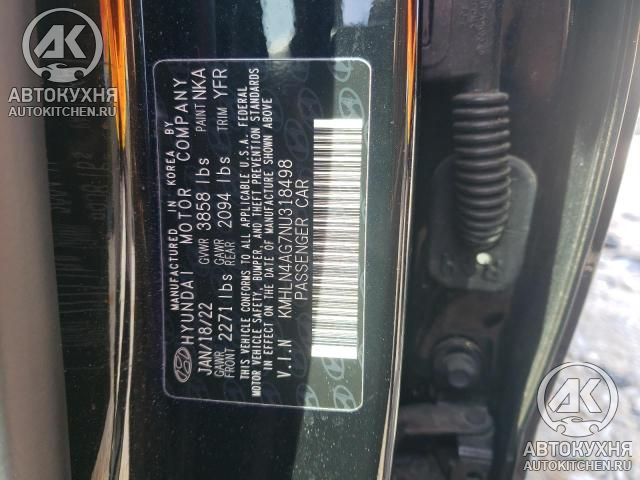 АК
АВТОКУХНЯ
AUTOKITCHEN.RU
MANUFACTURED IN KOREA BY
HYUNDAI MOTOR COMPANY
JAN/18/22 GVWR 3858 lbs PAINT NKA
GAWR FRONT 2271 lbs GAWR REAR 2094 lbs TRIM YFR
THIS VEHICLE CONFORMS TO ALL APPLICABLE U.S.A. FEDERAL
MOTOR VEHICLE SAFETY, BUMPER, AND THEFT PREVENTION STANDARDS
IN EFFECT ON THE DATE OF MANUFACTURE SHOWN ABOVE
V.I.N KMHLN4AG7NU318498
PASSENGER CAR
АК
АВТОКУХНЯ
AUTOKITCHEN.RU